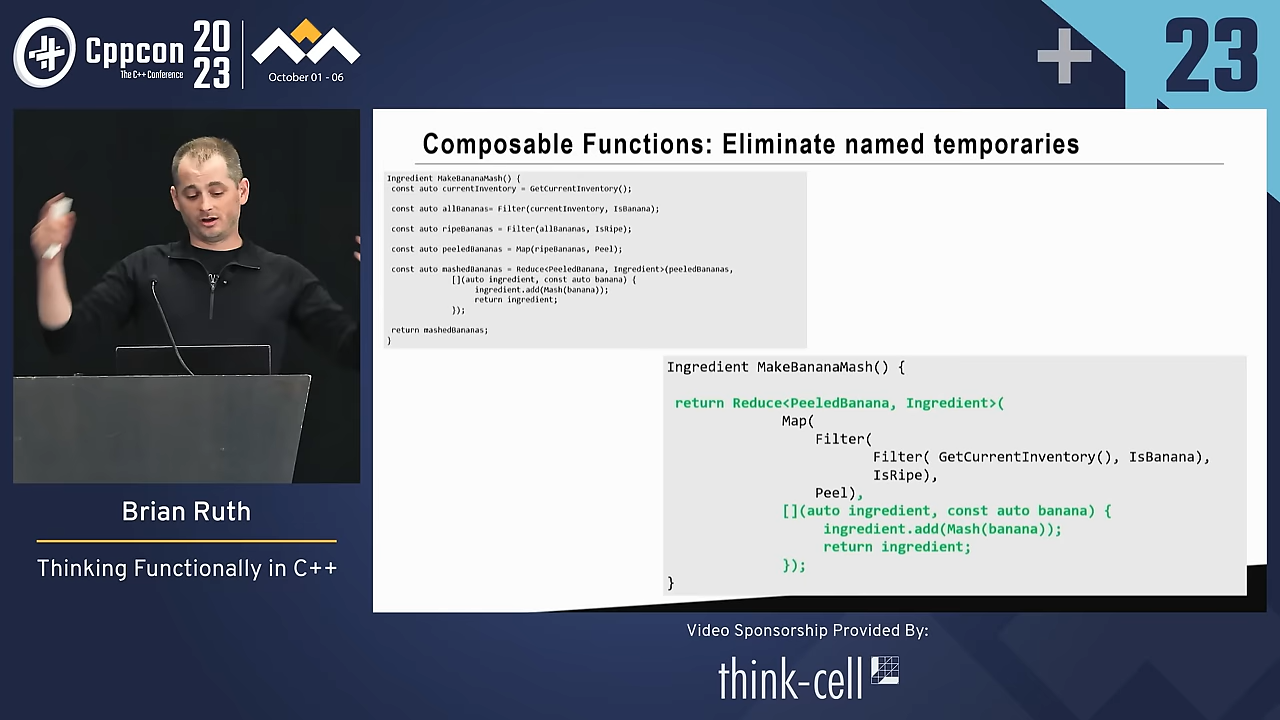 Cppcon
The C++ Conference
20
23
October 01 - 06
23
Composable Functions: Eliminate named temporaries
Ingredient MakeBananaMash() {
const auto currentInventory = GetCurrentInventory();
const auto allBananas= Filter(currentInventory, IsBanana);
const auto ripeBananas = Filter(allBananas, IsRipe);
const auto peeledBananas = Map(ripeBananas, Peel);
const auto mashedBananas = Reduce<PeeledBanana, Ingredient>(peeledBananas,
[](auto ingredient, const auto banana) {
ingredient.add(Mash(banana));
return ingredient;
});
return mashedBananas;
}
Ingredient MakeBananaMash() {
return Reduce<PeeledBanana, Ingredient>(
Map(
Filter(
Filter( GetCurrentInventory(), IsBanana),
IsRipe),
Peel),
[](auto ingredient, const auto banana) {
ingredient.add(Mash(banana));
return ingredient;
});
}
Brian Ruth
Thinking Functionally in C++
Video Sponsorship Provided By:
think-cell